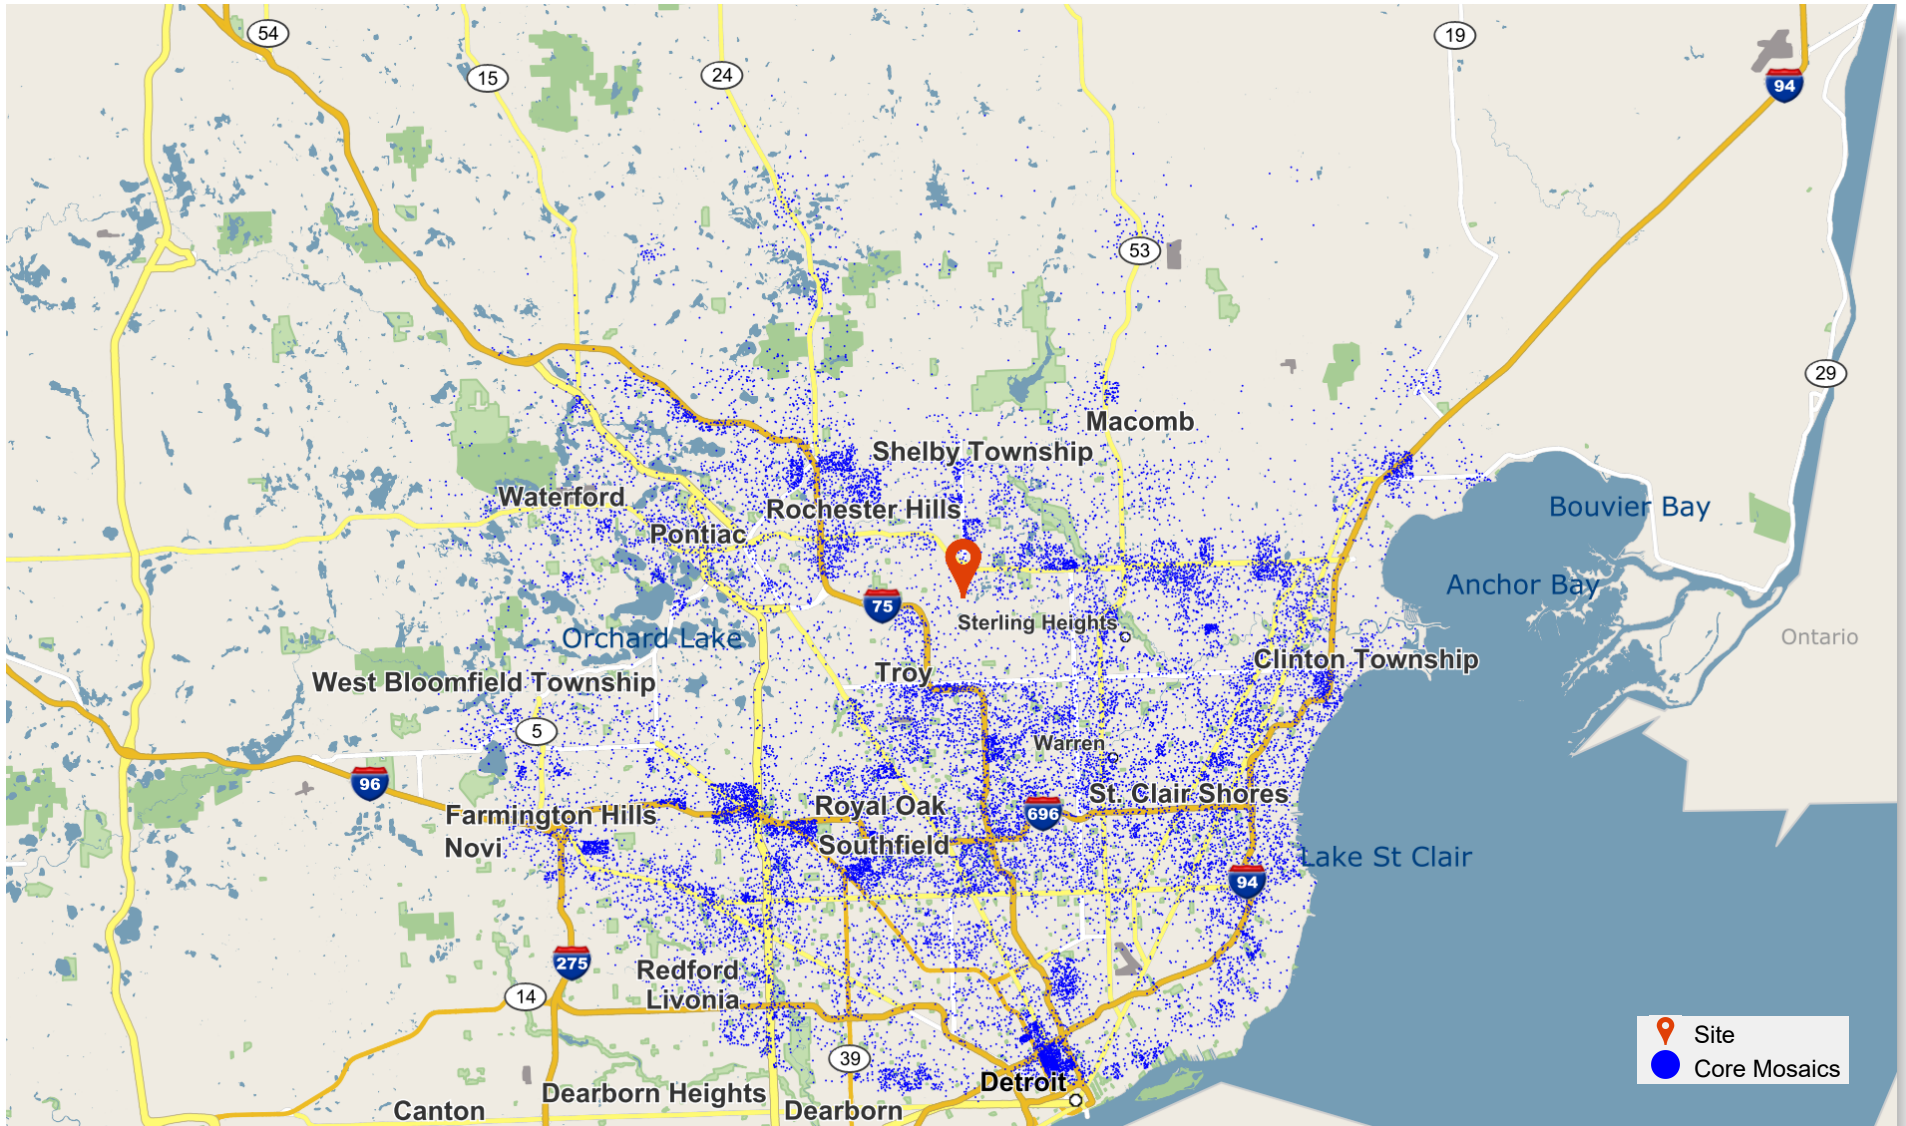 54
19
15
24
94
53
29
Macomb
Shelby Township
Waterford
Rochester Hills
Bouvier Bay
Pontiac
Anchor Bay
75
Sterling Heights
Orchard Lake
Ontario
Clinton Township
Troy
West Bloomfield Township
5
Warren
96
St. Clair Shores
Royal Oak
696
Farmington Hills
Southfield
Novi
Lake St Clair
94
275
Redford
14
Livonia
Site
39
Core Mosaics
Detroit
Dearborn Heights
Canton
Dearborn